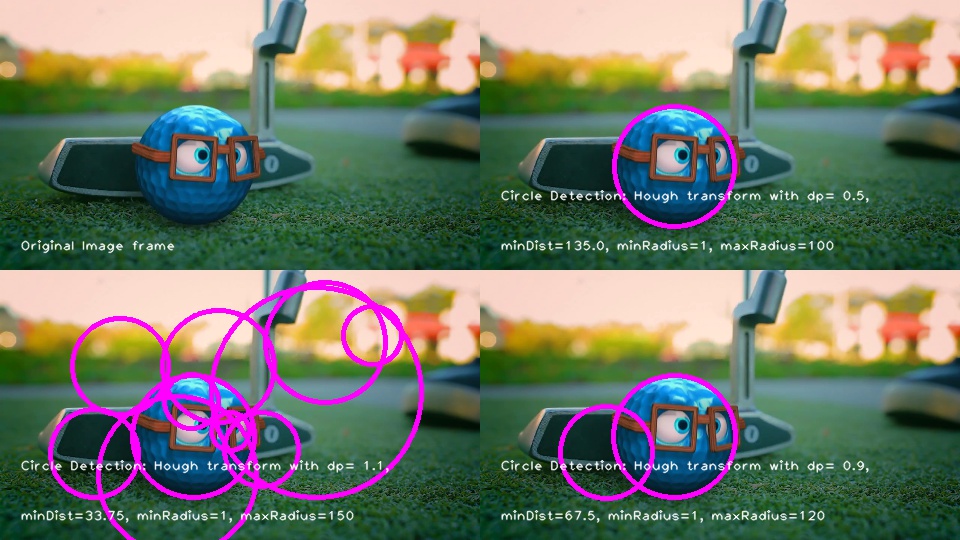 Original Image frame
Circle Detection: Hough transform with dp= 0.5,
minDist=135.0, minRadius=1, maxRadius=100
Circle Detection: Hough transform with dp= 1.1,
minDist=33.75, minRadius=1, maxRadius=150
Circle Detection: Hough transform with dp= 0.9,
minDist=67.5, minRadius=1, maxRadius=120